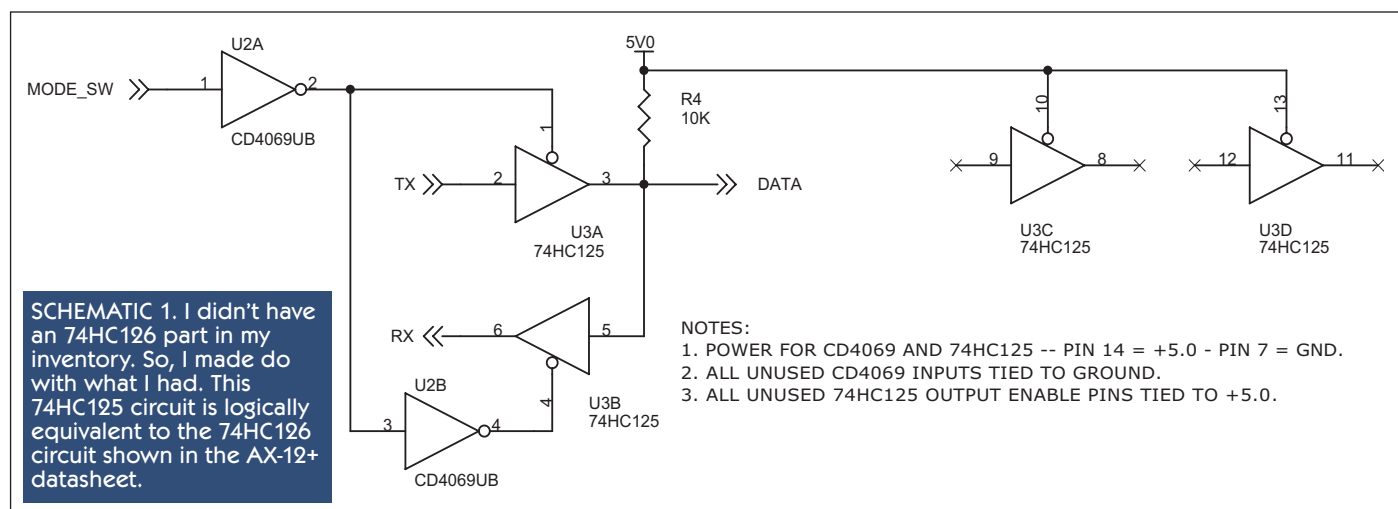 U2A
MODE_SW
1
2
CD4069UB
5V0
R4
10K
1
TX
2
3
DATA
U3A
74HC125
10
9
8
U3C
74HC125
13
12
11
U3D
74HC125
RX
6
5
4
U3B
74HC125
U2B
3
4
CD4069UB
SCHEMATIC 1. I didn't have
an 74HC126 part in my
inventory. So, I made do
with what I had. This
74HC125 circuit is logically
equivalent to the 74HC126
circuit shown in the AX-12+
datasheet.
NOTES:
1. POWER FOR CD4069 AND 74HC125 -- PIN 14 = +5.0 - PIN 7 = GND.
2. ALL UNUSED CD4069 INPUTS TIED TO GROUND.
3. ALL UNUSED 74HC125 OUTPUT ENABLE PINS TIED TO +5.0.